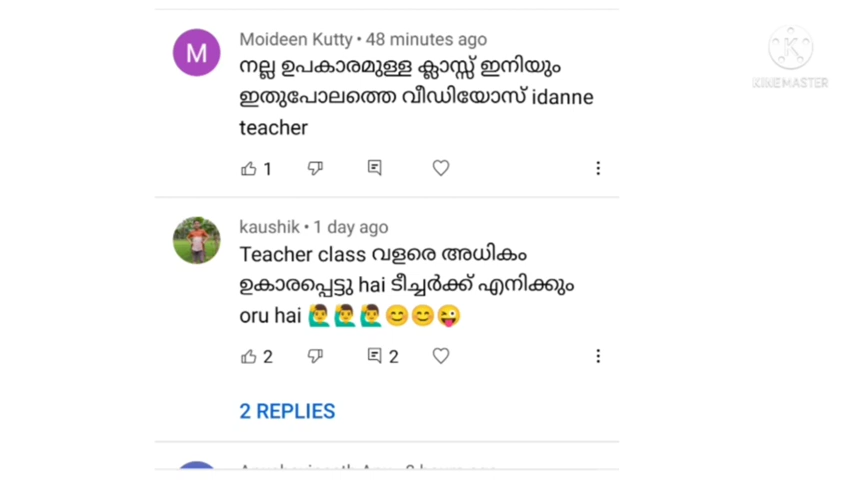 Moideen Kutty • 48 minutes ago
നല്ല ഉപകാരമുള്ള ക്ലാസ്സ് ഇനിയും
ഇതുപോലത്തെ വീഡിയോസ് idanne
teacher
1
kaushik • 1 day ago
Teacher class വളരെ അധികം
ഉകാരപ്പെട്ടു hai ടീച്ചർക്ക് എനിക്കും
oru hai 🙋‍♂️🙋‍♂️🙋‍♂️😊😊😜
2 2
2 REPLIES
M
KINEMASTER